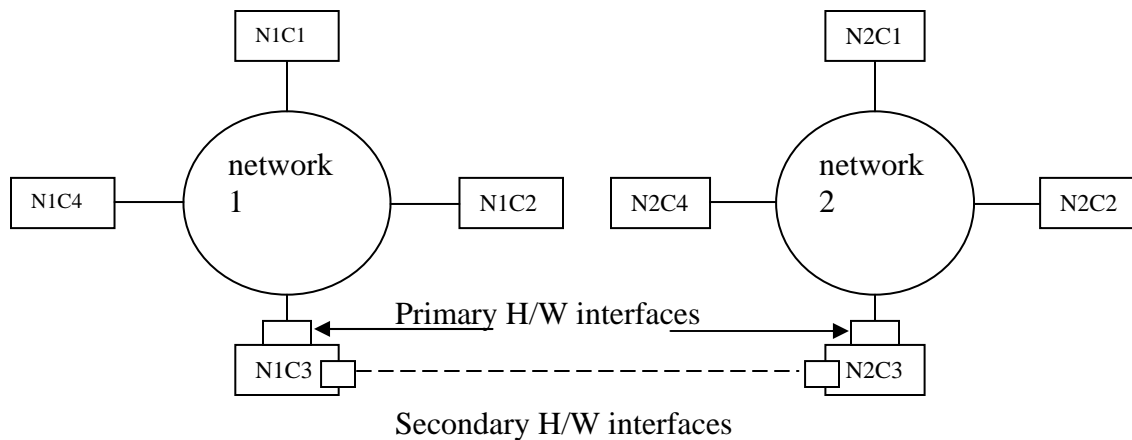 N1C1
N2C1
network
1
network
2
N1C4
N1C2
N2C4
N2C2
Primary H/W interfaces
N1C3
N2C3
Secondary H/W interfaces